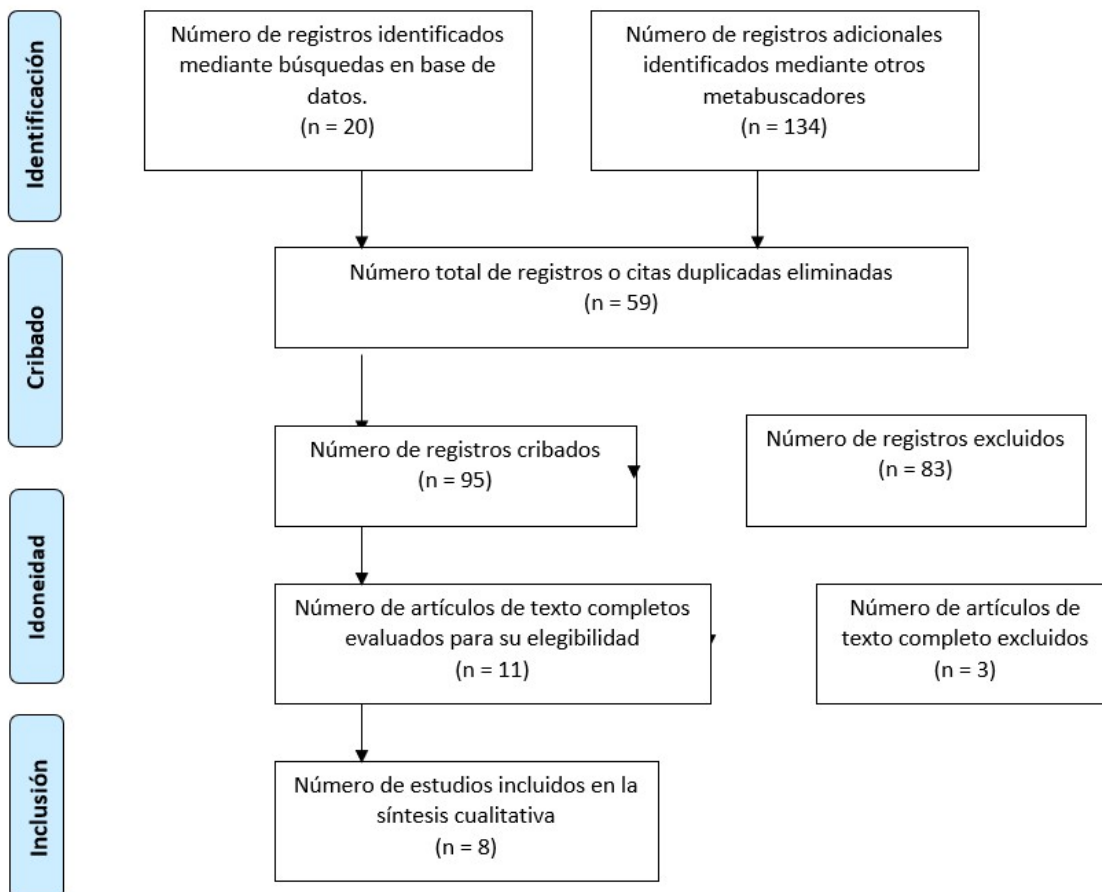 Identificación
Número de registros identificados
mediante búsquedas en base de
datos.
(n = 20)
Número de registros adicionales
identificados mediante otros
metabuscadores
(n = 134)
Cribado
Número total de registros o citas duplicadas eliminadas
(n = 59)
Número de registros cribados
(n = 95)
Número de registros excluidos
(n = 83)
Idoneidad
Número de artículos de texto completos
evaluados para su elegibilidad
(n = 11)
Número de artículos de
texto completo excluidos
(n = 3)
Inclusión
Número de estudios incluidos en la
síntesis cualitativa
(n = 8)